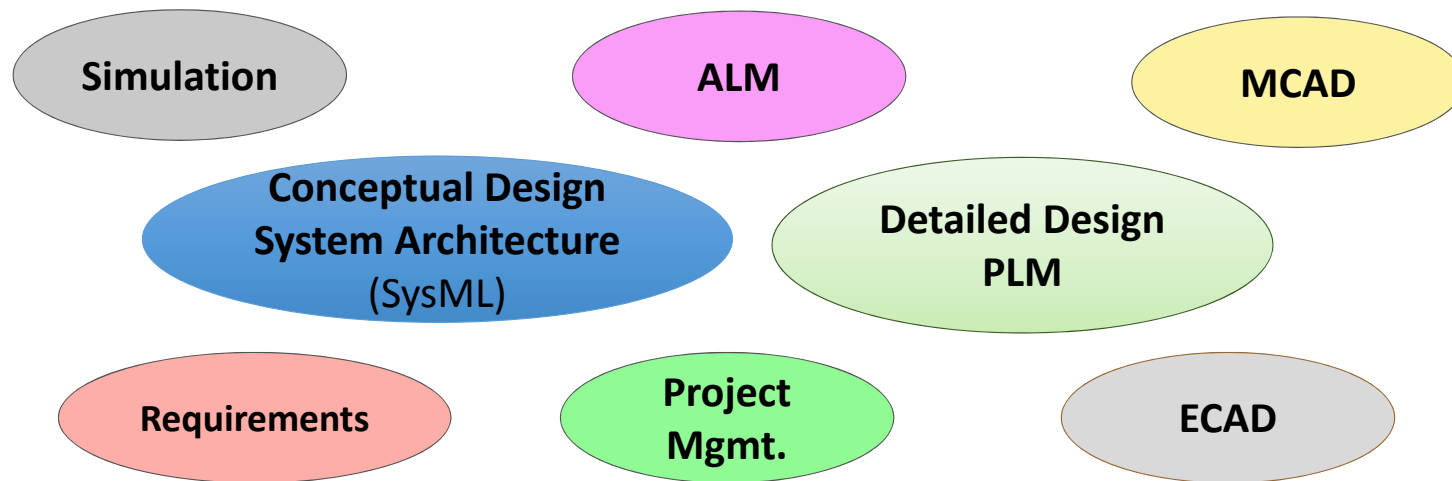 Simulation
ALM
MCAD
Conceptual Design
System Architecture
(SysML)
Detailed Design
PLM
Requirements
Project
Mgmt.
ECAD